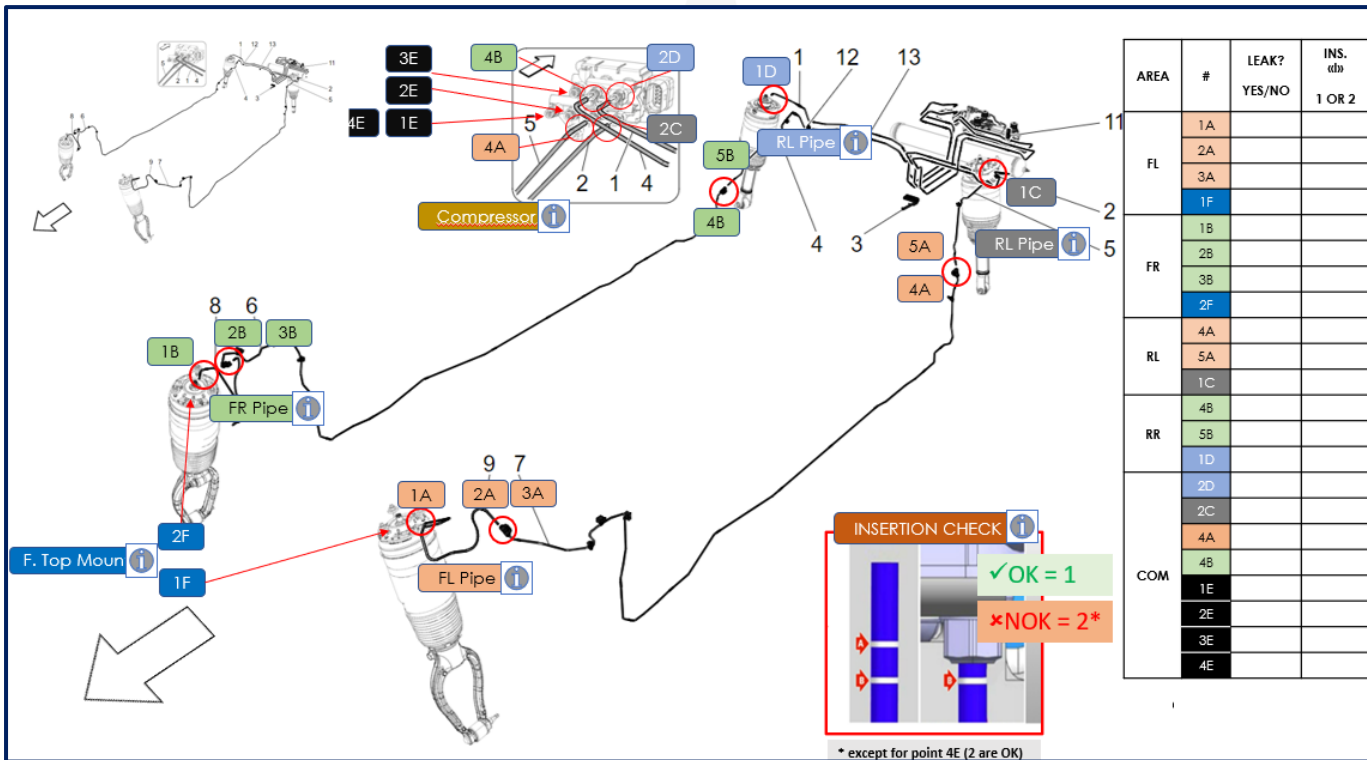 3E
2E
4E 1E
4B
2D
2C
4A
5
2 1 4
Compressor
1D
1 12 13
RL Pipe
5B
4B
4 3
11
1C
2
RL Pipe
5
5A
4A
8 6
1B
2B
3B
FR Pipe
2F
F. Top Moun
1F
9 7
1A
2A
3A
FL Pipe
INSERTION CHECK
✓OK = 1
×NOK = 2*
* except for point 4E (2 are OK)
AREA # LEAK? INS.
YES/NO 1 OR 2
FL
1A
2A
3A
1F
FR
1B
2B
3B
2F
RL
4A
5A
1C
RR
4B
5B
1D
COM
2D
2C
4A
4B
1E
2E
3E
4E